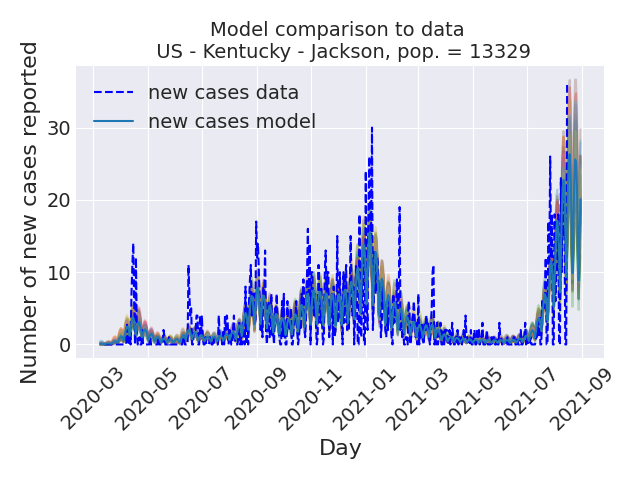 Model comparison to data
US - Kentucky - Jackson, pop. = 13329
Number of new cases reported
new cases data
new cases model
30
20
10
0
2020-03
2020-05
2020-07
2020-09
2020-11
2021-01
2021-03
2021-05
2021-07
2021-09
Day